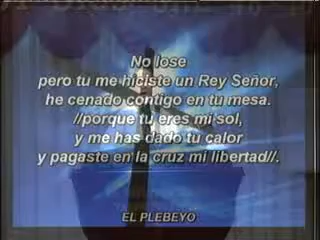 No lose
pero tu me hiciste un Rey Señor,
he cenado contigo en tu mesa.
//porque tu eres mi sol,
y me has dado tu calor
y pagaste en la cruz mi libertad//.
EL PLEBEYO